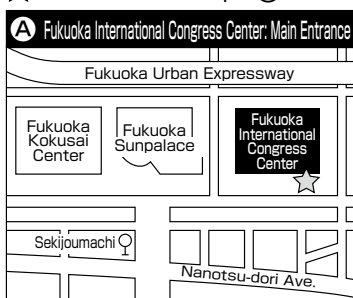 A Fukuoka International Congress Center: Main Entrance
Fukuoka Urban Expressway
Fukuoka
Kokusai
Center
Fukuoka
Sunpalace
Fukuoka
International
Congress
Center
Sekijoumachi
Nanotsu-dori Ave.